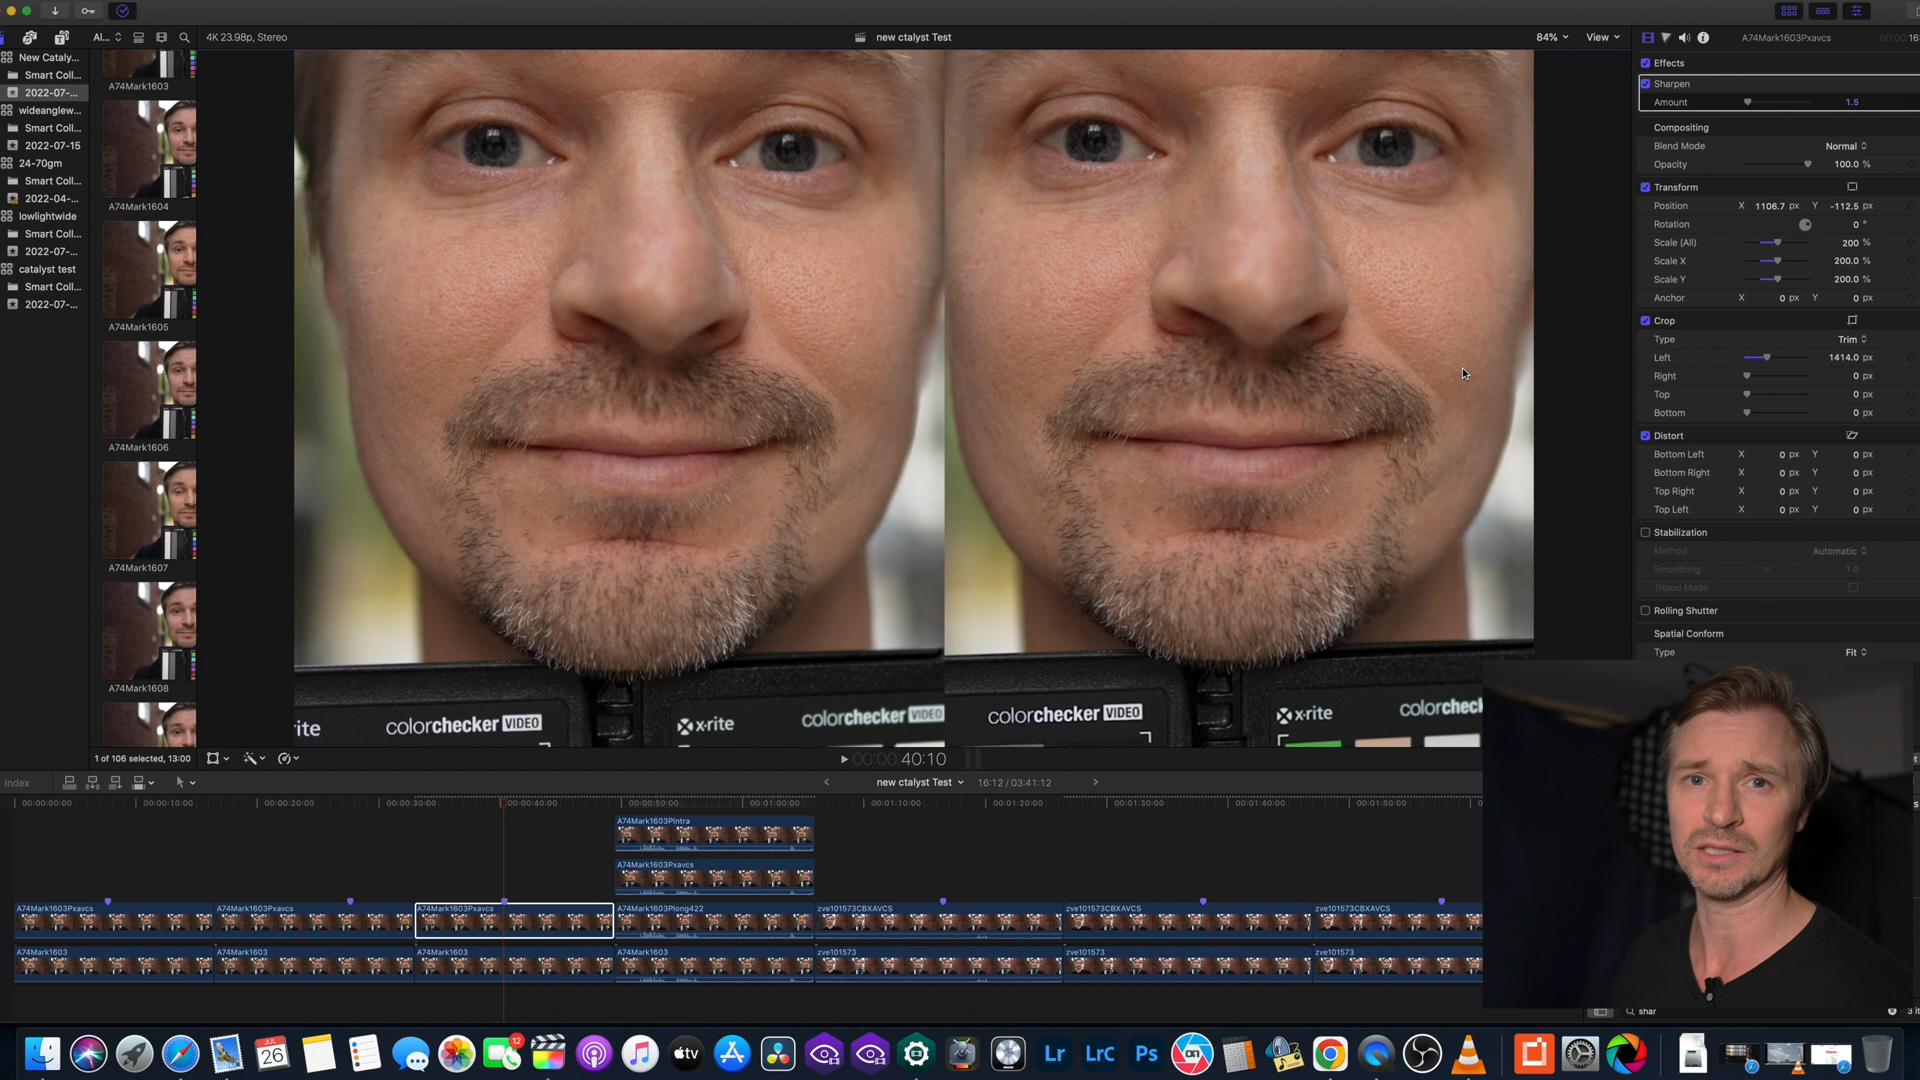 Al...
4K 23.98p, Stereo
new ctalyst Test
84%
View
A74Mark1603Pxavcs
New Cataly...
Smart Coll...
2022-07-...
wideanglew...
Smart Coll...
2022-07-15
24-70gm
Smart Coll...
2022-04-...
lowlightwide
Smart Coll...
2022-07-...
catalyst test
Smart Coll...
2022-07-...
A74Mark1603
A74Mark1604
A74Mark1605
A74Mark1606
A74Mark1607
A74Mark1608
Effects
Sharpen
Amount 1.5
Compositing
Blend Mode Normal
Opacity 100.0 %
Transform
Position X 1106.7 px Y -112.5 px
Rotation 0 °
Scale (All) 200 %
Scale X 200.0 %
Scale Y 200.0 %
Anchor X 0 px Y 0 px
Crop
Type Trim
Left 1414.0 px
Right 0 px
Top 0 px
Bottom 0 px
Distort
Bottom Left X 0 px Y 0 px
Bottom Right X 0 px Y 0 px
Top Right X 0 px Y 0 px
Top Left X 0 px Y 0 px
Stabilization
Method Automatic
Smoothing 1.0
Tripod Mode
Rolling Shutter
Spatial Conform
Type Fit
rite colorchecker VIDEO x-rite colorchecker VIDEO
colorchecker VIDEO x-rite colorchec
1 of 106 selected, 13:00
00:00:40:10
Index
new ctalyst Test
16:12 / 03:41:12
00:00:00:00 00:00:10:00 00:00:20:00 00:00:30:00 00:00:40:00 00:00:50:00 00:01:00:00 00:01:10:00 00:01:20:00 00:01:30:00 00:01:40:00 00:01:50:00
A74Mark1603PIntra
A74Mark1603Pxavcs
A74Mark1603Pxavcs A74Mark1603Pxavcs A74Mark1603Pxavcs A74Mark1603Plong422 zve101573CBXAVCS zve101573CBXAVCS zve101573CBXAVCS
A74Mark1603 A74Mark1603 A74Mark1603 A74Mark1603 zve101573 zve101573 zve101573
shar
JUL
26
12
tv
Lr
LrC
Ps